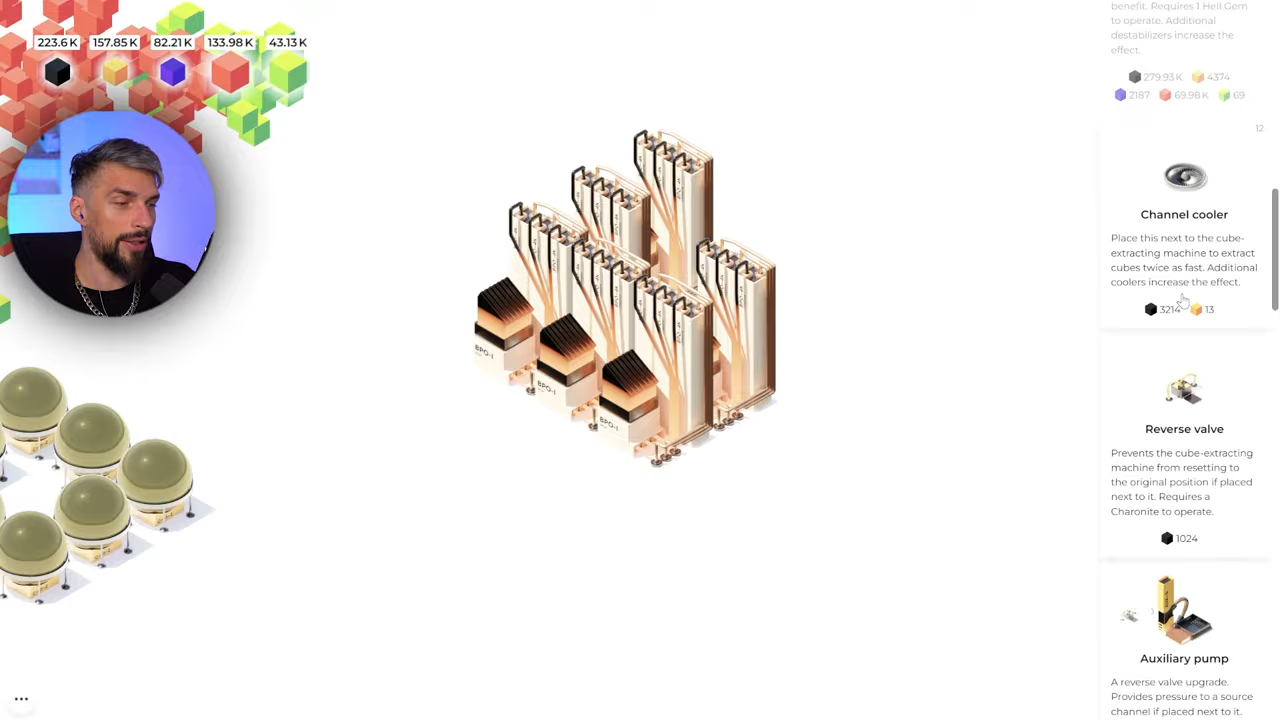 223.6 K 157.85 K 82.21 K 133.98 K 43.13 K
benefit. Requires 1 Hell Gem
to operate. Additional
destabilizers increase the
effect.
279.93 K 4374
2187 69.98 K 69
12
Channel cooler
Place this next to the cube-
extracting machine to extract
cubes twice as fast. Additional
coolers increase the effect.
3214 13
Reverse valve
Prevents the cube-extracting
machine from resetting to
the original position if placed
next to it. Requires a
Charonite to operate.
1024
Auxiliary pump
A reverse valve upgrade.
Provides pressure to a source
channel if placed next to it.
BPO-I
BPO-I
BPO-I